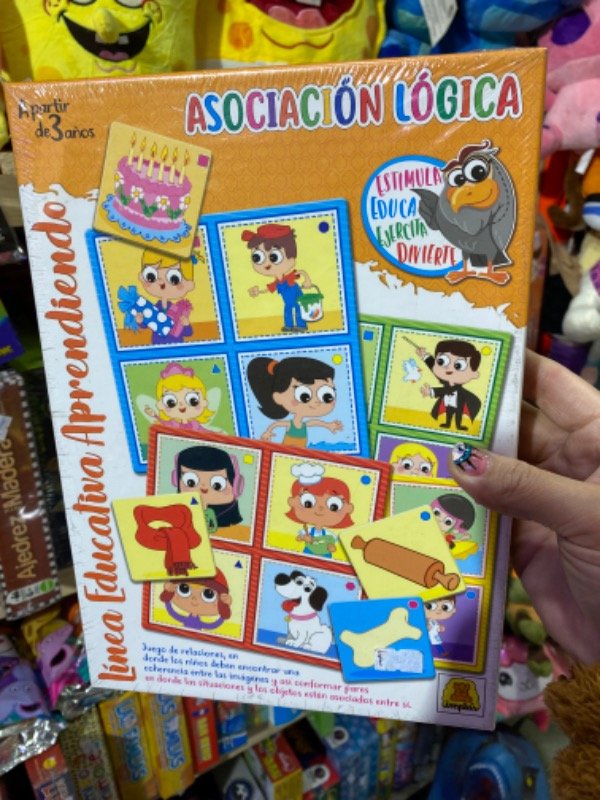 A partir
de 3 años
ASOCIACIÓN LÓGICA
ESTIMULA
EDUCA
EJERCITA
DIVIERTE
Línea Educativa Aprendiendo
Juego de relaciones, en
donde los niños deben encontrar una
coherencia entre las imágenes y así conformar pares
en donde las situaciones y los objetos estén asociados entre sí.
Ajedrez Madera